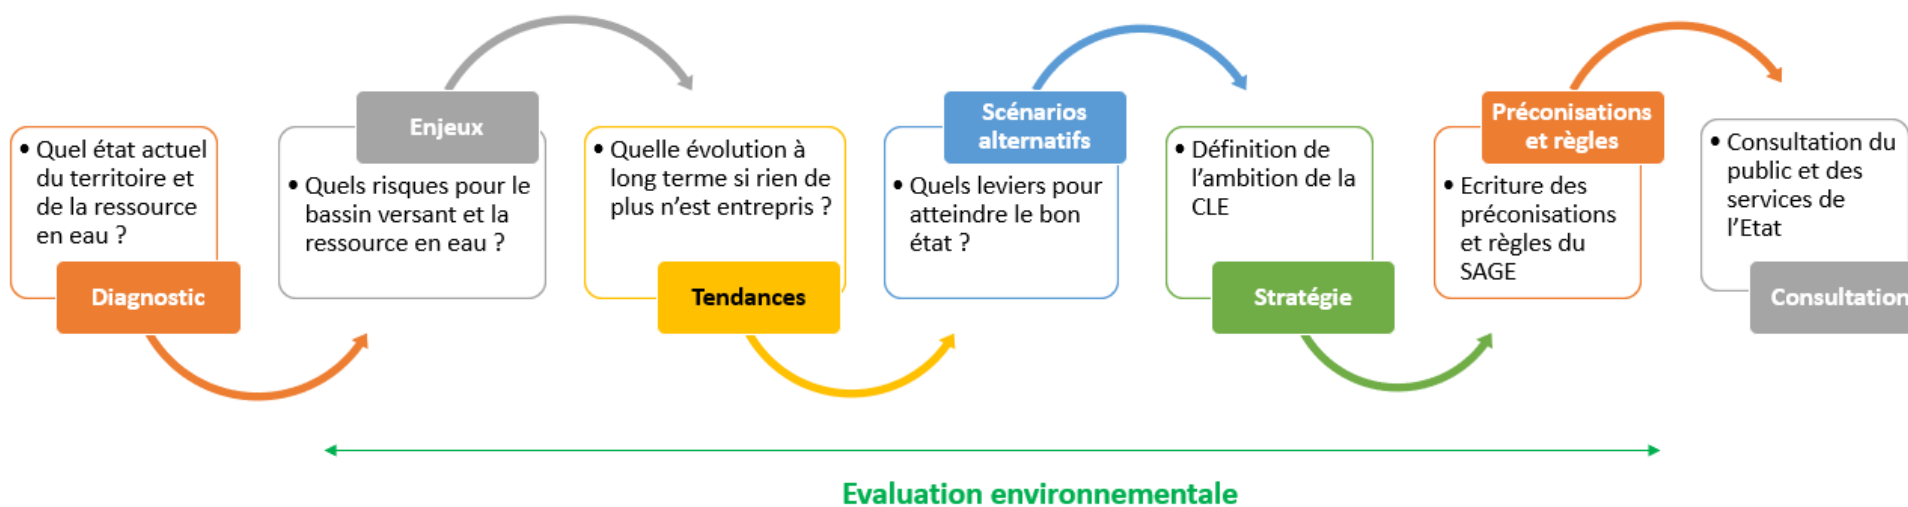 • Quel état actuel
du territoire et
de la ressource
en eau ?
Diagnostic
Enjeux
• Quels risques pour le
bassin versant et la
ressource en eau ?
• Quelle évolution à
long terme si rien de
plus n’est entrepris ?
Tendances
Scénarios
alternatifs
• Quels leviers pour
atteindre le bon
état ?
• Définition de
l’ambition de la
CLE
Stratégie
Préconisations
et règles
• Ecriture des
préconisations
et règles du
SAGE
• Consultation du
public et des
services de
l’Etat
Consultation
Evaluation environnementale